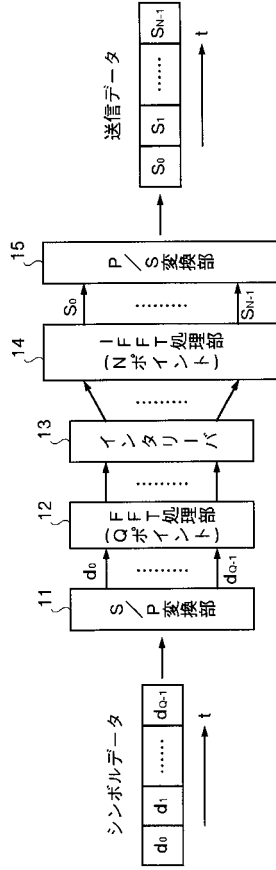 シンボルデータ
d0 d1 …… dQ-1
t
11
S/P変換部
d0
………
dQ-1
12
FFT処理部
(Qポイント)
………
13
インタリーバ
………
14
IFFT処理部
(Nポイント)
S0
………
SN-1
15
P/S変換部
送信データ
S0 S1 …… SN-1
t